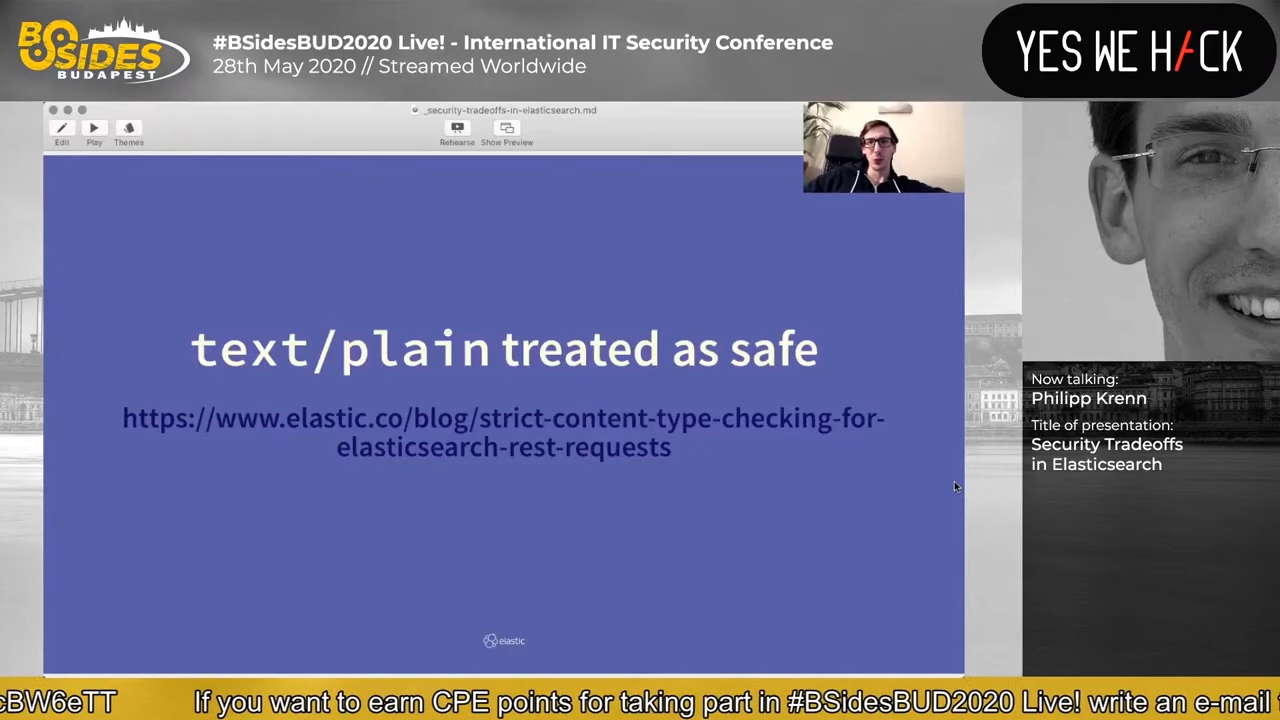 BSIDES
BUDAPEST
#BSidesBUD2020 Live! - International IT Security Conference
28th May 2020 // Streamed Worldwide
YES WE H/CK
_security-tradeoffs-in-elasticsearch.md
Edit
Play
Themes
Rehearse
Show Preview
text/plain treated as safe
https://www.elastic.co/blog/strict-content-type-checking-for-
elasticsearch-rest-requests
elastic
Now talking:
Philipp Krenn
Title of presentation:
Security Tradeoffs
in Elasticsearch
cBW6eTT
If you want to earn CPE points for taking part in #BSidesBUD2020 Live! write an e-mail